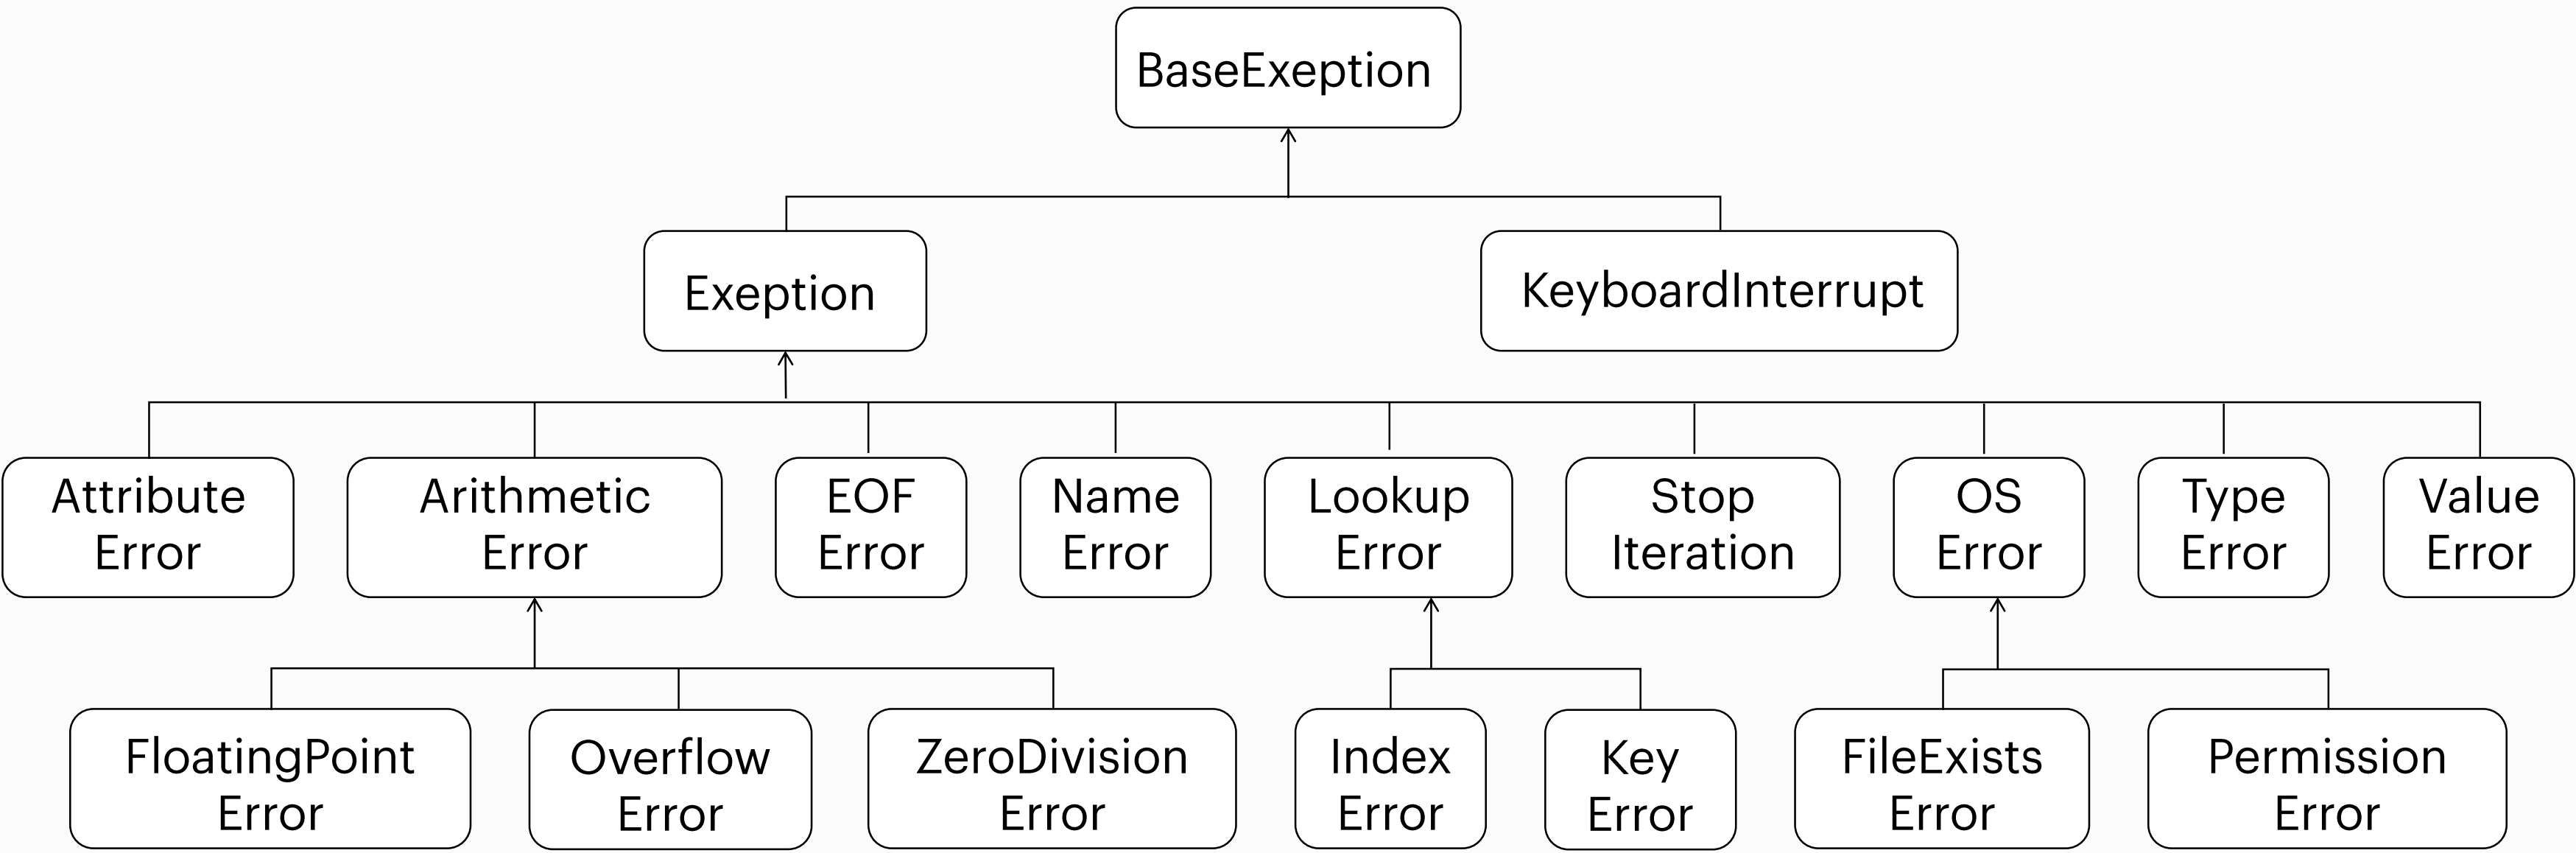 BaseExeption
Exeption
KeyboardInterrupt
Attribute
Error
Arithmetic
Error
EOF
Error
Name
Error
Lookup
Error
Stop
Iteration
OS
Error
Type
Error
Value
Error
FloatingPoint
Error
Overflow
Error
ZeroDivision
Error
Index
Error
Key
Error
FileExists
Error
Permission
Error